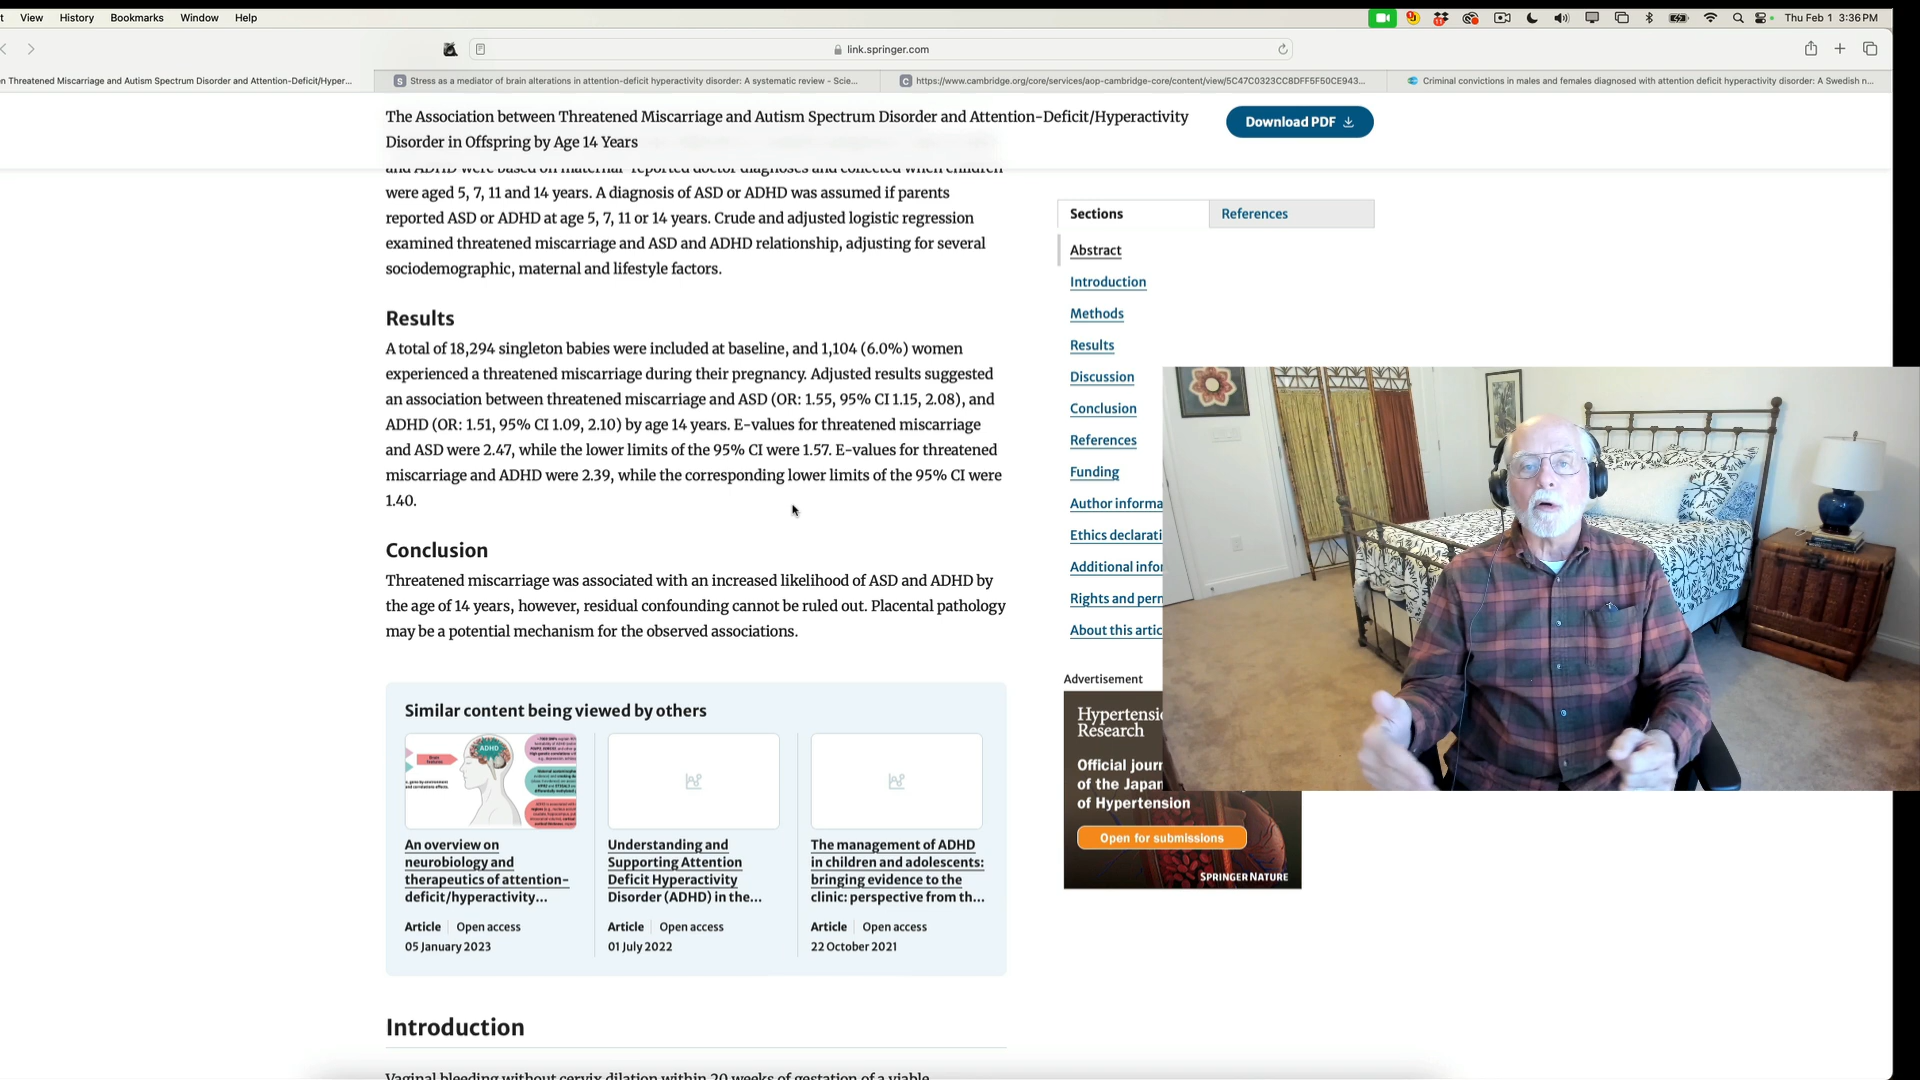 View History Bookmarks Window Help
Thu Feb 1 3:36 PM
link.springer.com
n Threatened Miscarriage and Autism Spectrum Disorder and Attention-Deficit/Hyper...
S Stress as a mediator of brain alterations in attention-deficit hyperactivity disorder: A systematic review - Scie...
C https://www.cambridge.org/core/services/aop-cambridge-core/content/view/5C47C0323CC8DFF5F50CE943...
Criminal convictions in males and females diagnosed with attention deficit hyperactivity disorder: A Swedish n...
The Association between Threatened Miscarriage and Autism Spectrum Disorder and Attention-Deficit/Hyperactivity
Disorder in Offspring by Age 14 Years
Download PDF
and ADHD were based on maternal-reported doctor diagnoses and collected when children
were aged 5, 7, 11 and 14 years. A diagnosis of ASD or ADHD was assumed if parents
reported ASD or ADHD at age 5, 7, 11 or 14 years. Crude and adjusted logistic regression
examined threatened miscarriage and ASD and ADHD relationship, adjusting for several
sociodemographic, maternal and lifestyle factors.
Results
A total of 18,294 singleton babies were included at baseline, and 1,104 (6.0%) women
experienced a threatened miscarriage during their pregnancy. Adjusted results suggested
an association between threatened miscarriage and ASD (OR: 1.55, 95% CI 1.15, 2.08), and
ADHD (OR: 1.51, 95% CI 1.09, 2.10) by age 14 years. E-values for threatened miscarriage
and ASD were 2.47, while the lower limits of the 95% CI were 1.57. E-values for threatened
miscarriage and ADHD were 2.39, while the corresponding lower limits of the 95% CI were
1.40.
Conclusion
Threatened miscarriage was associated with an increased likelihood of ASD and ADHD by
the age of 14 years, however, residual confounding cannot be ruled out. Placental pathology
may be a potential mechanism for the observed associations.
Similar content being viewed by others
ADHD
An overview on
neurobiology and
therapeutics of attention-
deficit/hyperactivity...
Article Open access
05 January 2023
Understanding and
Supporting Attention
Deficit Hyperactivity
Disorder (ADHD) in the...
Article Open access
01 July 2022
The management of ADHD
in children and adolescents:
bringing evidence to the
clinic: perspective from th...
Article Open access
22 October 2021
Introduction
Vaginal bleeding without cervix dilation within 20 weeks of gestation of a viable
Sections References
Abstract
Introduction
Methods
Results
Discussion
Conclusion
References
Funding
Author informa
Ethics declarati
Additional infor
Rights and perm
About this artic
Advertisement
Hypertensic
Research
Official journ
of the Japan
of Hypertension
Open for submissions
SPRINGER NATURE